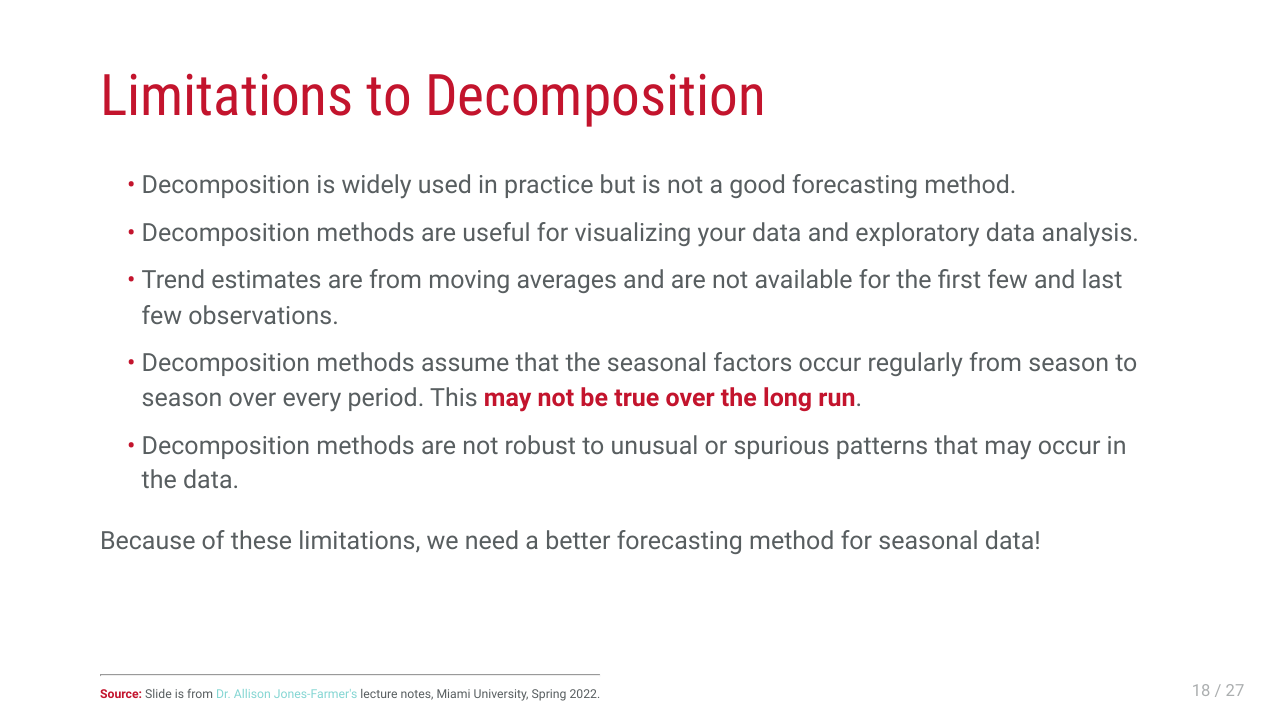 Limitations to Decomposition
• Decomposition is widely used in practice but is not a good forecasting method.
• Decomposition methods are useful for visualizing your data and exploratory data analysis.
• Trend estimates are from moving averages and are not available for the first few and last
few observations.
• Decomposition methods assume that the seasonal factors occur regularly from season to
season over every period. This may not be true over the long run.
• Decomposition methods are not robust to unusual or spurious patterns that may occur in
the data.
Because of these limitations, we need a better forecasting method for seasonal data!
Source: Slide is from Dr. Allison Jones-Farmer's lecture notes, Miami University, Spring 2022.
18 / 27